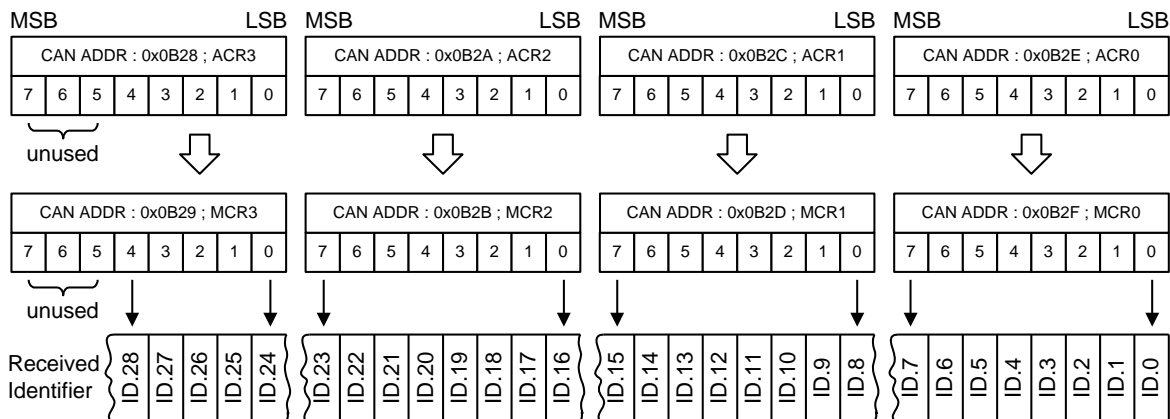 MSB LSB MSB LSB MSB LSB MSB LSB
CAN ADDR : 0x0B28 ; ACR3 CAN ADDR : 0x0B2A ; ACR2 CAN ADDR : 0x0B2C ; ACR1 CAN ADDR : 0x0B2E ; ACR0
7 6 5 4 3 2 1 0 7 6 5 4 3 2 1 0 7 6 5 4 3 2 1 0 7 6 5 4 3 2 1 0
unused
CAN ADDR : 0x0B29 ; MCR3 CAN ADDR : 0x0B2B ; MCR2 CAN ADDR : 0x0B2D ; MCR1 CAN ADDR : 0x0B2F ; MCR0
7 6 5 4 3 2 1 0 7 6 5 4 3 2 1 0 7 6 5 4 3 2 1 0 7 6 5 4 3 2 1 0
unused
Received
Identifier
ID.28 ID.27 ID.26 ID.25 ID.24 ID.23 ID.22 ID.21 ID.20 ID.19 ID.18 ID.17 ID.16 ID.15 ID.14 ID.13 ID.12 ID.11 ID.10 ID.9 ID.8 ID.7 ID.6 ID.5 ID.4 ID.3 ID.2 ID.1 ID.0